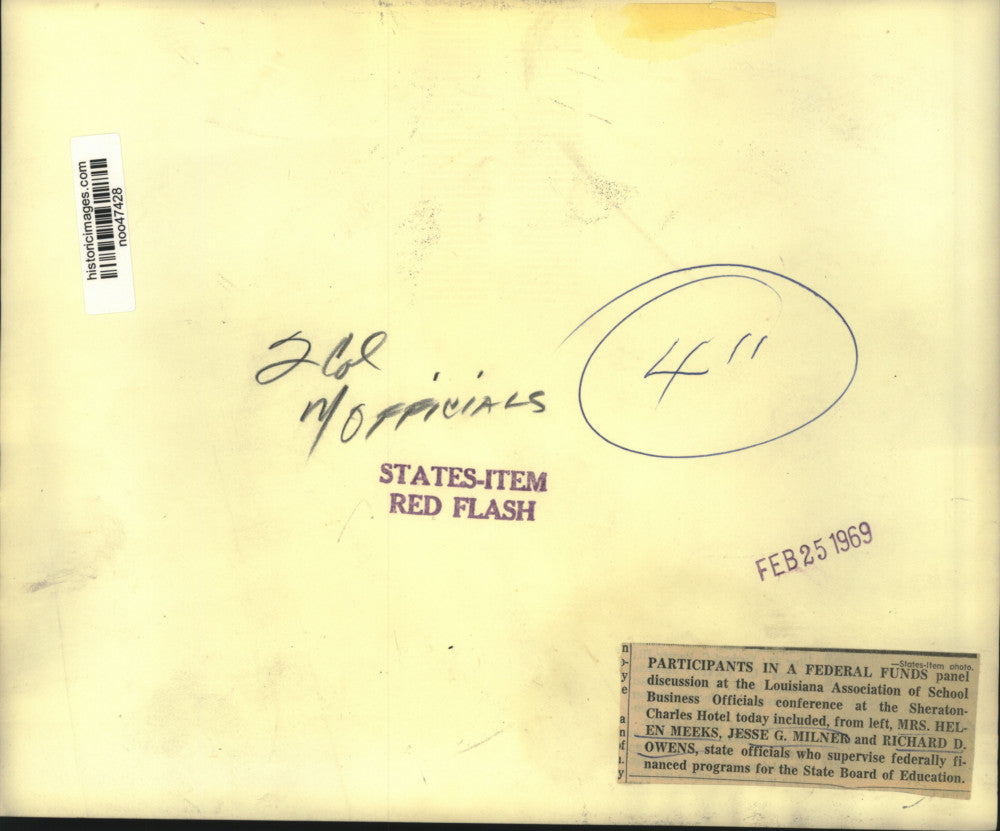 historicimages.com
noo47428
2 Col
w/OFFICIALS
4"
STATES-ITEM
RED FLASH
FEB 25 1969
—States-Item photo.
PARTICIPANTS IN A FEDERAL FUNDS panel
discussion at the Louisiana Association of School
Business Officials conference at the Sheraton-
Charles Hotel today included, from left, MRS. HEL-
EN MEEKS, JESSE G. MILNER and RICHARD D.
OWENS, state officials who supervise federally fi-
nanced programs for the State Board of Education.